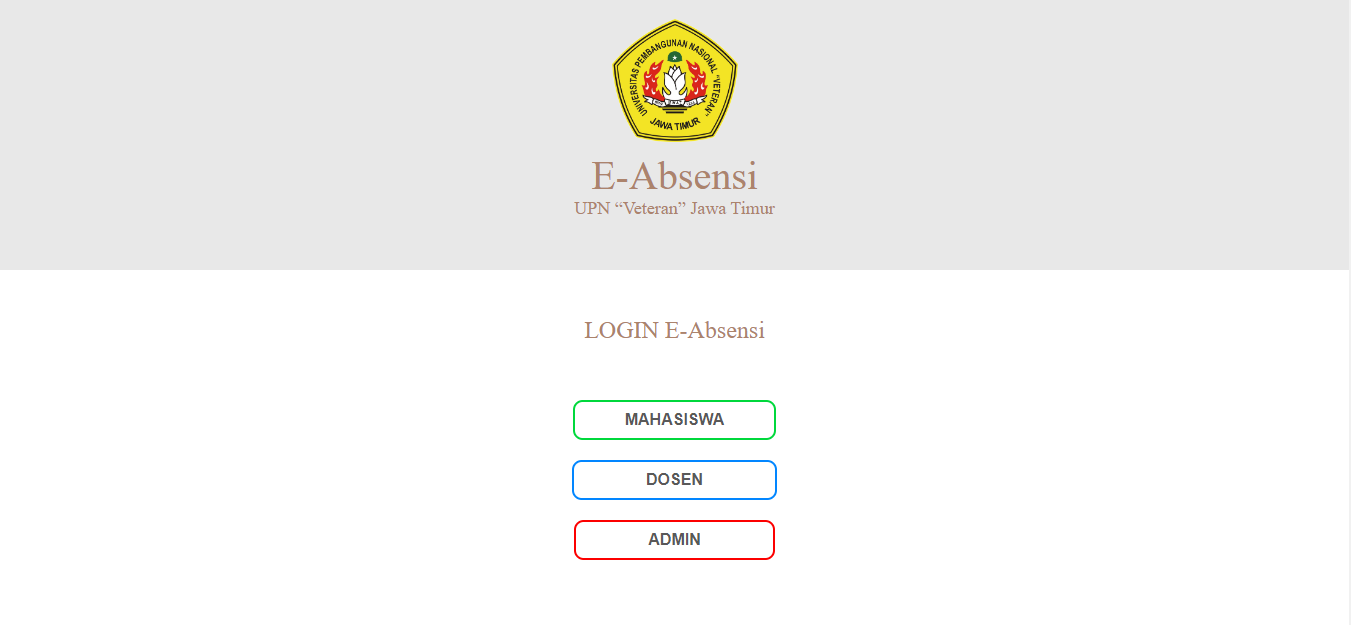 UNIVERSITAS PEMBANGUNAN NASIONAL "VETERAN"
JAWA TIMUR
E-Absensi
UPN “Veteran” Jawa Timur
LOGIN E-Absensi
MAHASISWA
DOSEN
ADMIN